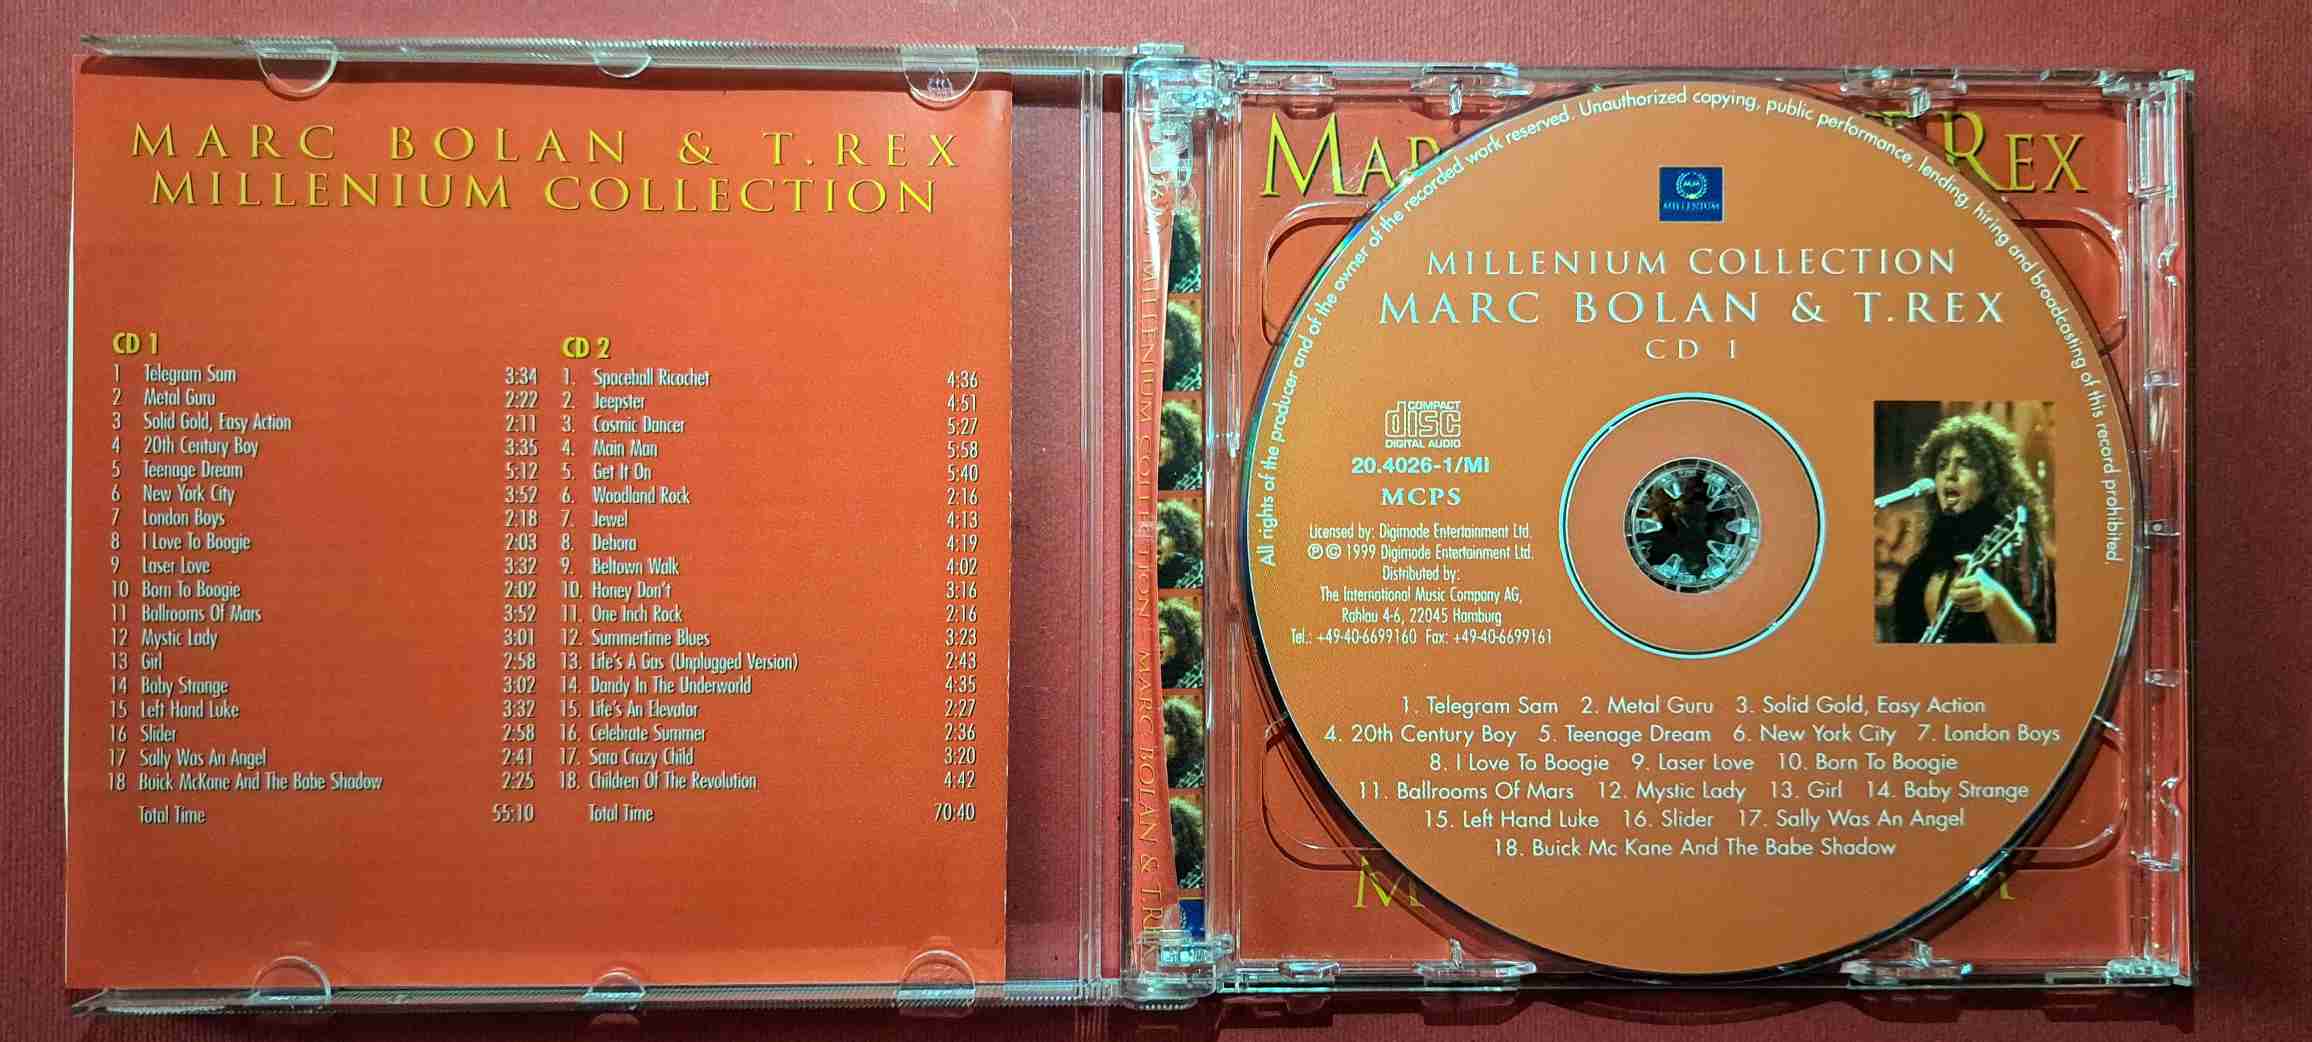 MARC BOLAN & T.REX
MILLENIUM COLLECTION
CD 1
1 Telegram Sam 3:34
2 Metal Guru 2:22
3 Solid Gold, Easy Action 2:11
4 20th Century Boy 3:35
5 Teenage Dream 5:12
6 New York City 3:52
7 London Boys 2:18
8 I Love To Boogie 2:03
9 Laser Love 3:32
10 Born To Boogie 2:02
11 Ballrooms Of Mars 3:52
12 Mystic Lady 3:01
13 Girl 2:58
14 Baby Strange 3:02
15 Left Hand Luke 3:32
16 Slider 2:58
17 Sally Was An Angel 2:41
18 Buick McKane And The Babe Shadow 2:25
Total Time 55:10
CD 2
1. Spaceball Ricochet 4:36
2. Jeepster 4:51
3. Cosmic Dancer 5:27
4. Main Man 5:58
5. Get It On 5:40
6. Woodland Rock 2:16
7. Jewel 4:13
8. Debora 4:19
9. Beltown Walk 4:02
10. Honey Don't 3:16
11. One Inch Rock 2:16
12. Summertime Blues 3:23
13. Life's A Gas (Unplugged Version) 2:43
14. Dandy In The Underworld 4:35
15. Life's An Elevator 2:27
16. Celebrate Summer 2:36
17. Sara Crazy Child 3:20
18. Children Of The Revolution 4:42
Total Time 70:40
MILLENIUM COLLECTION - MARC BOLAN & T.R
MAR T.REX
All rights of the producer and of the owner of the recorded work reserved. Unauthorized copying, public performance, lending, hiring and broadcasting of this record prohibited.
MILLENIUM
MILLENIUM COLLECTION
MARC BOLAN & T.REX
CD 1
COMPACT
disc
DIGITAL AUDIO
20.4026-1/MI
MCPS
Licensed by: Digimode Entertainment Ltd.
℗ © 1999 Digimode Entertainment Ltd.
Distributed by:
The International Music Company AG,
Rahlau 4-6, 22045 Hamburg
Tel.: +49-40-6699160 Fax: +49-40-6699161
1. Telegram Sam 2. Metal Guru 3. Solid Gold, Easy Action
4. 20th Century Boy 5. Teenage Dream 6. New York City 7. London Boys
8. I Love To Boogie 9. Laser Love 10. Born To Boogie
11. Ballrooms Of Mars 12. Mystic Lady 13. Girl 14. Baby Strange
15. Left Hand Luke 16. Slider 17. Sally Was An Angel
18. Buick Mc Kane And The Babe Shadow